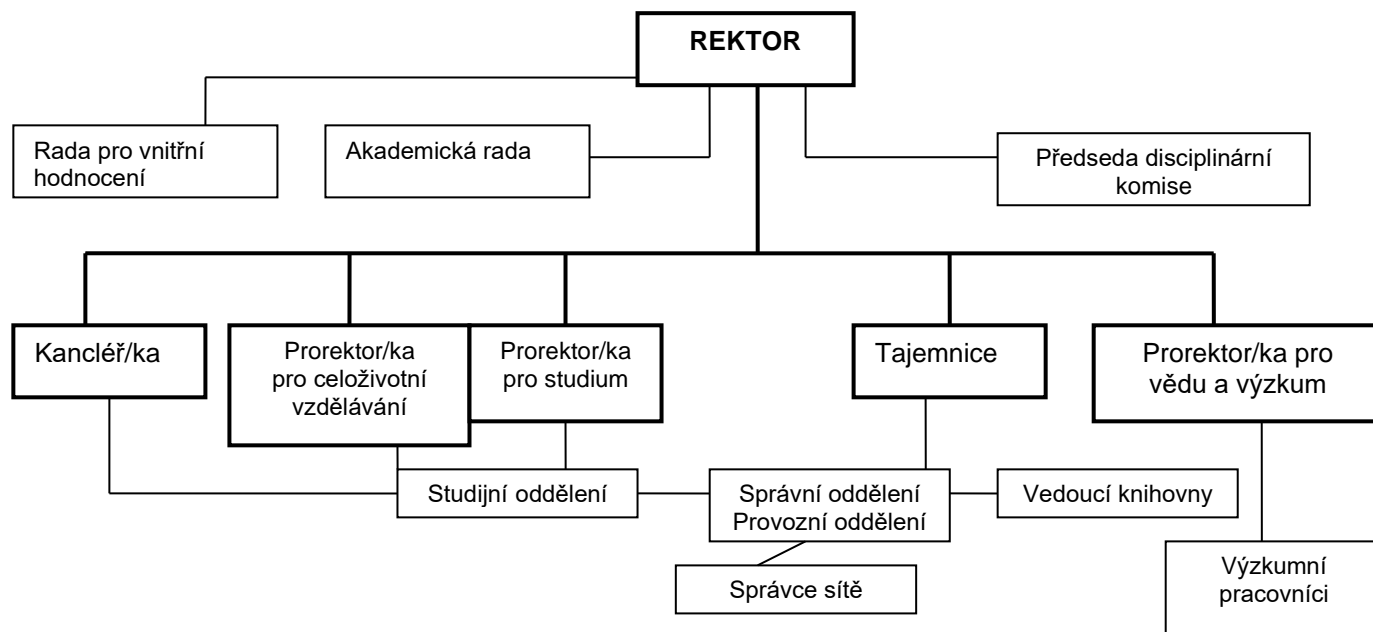 REKTOR
Rada pro vnitřní
hodnocení
Akademická rada
Předseda disciplinární
komise
Kancléř/ka
Prorektor/ka
pro celoživotní
vzdělávání
Prorektor/ka
pro studium
Tajemnice
Prorektor/ka pro
vědu a výzkum
Studijní oddělení
Správní oddělení
Provozní oddělení
Vedoucí knihovny
Správce sítě
Výzkumní
pracovníci